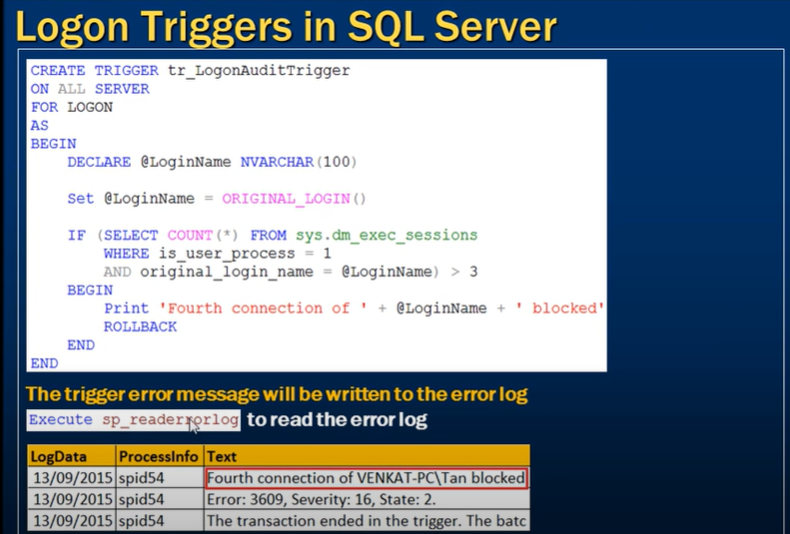 Logon Triggers in SQL Server
CREATE TRIGGER tr_LogonAuditTrigger
ON ALL SERVER
FOR LOGON
AS
BEGIN
DECLARE @LoginName NVARCHAR(100)
Set @LoginName = ORIGINAL_LOGIN()
IF (SELECT COUNT(*) FROM sys.dm_exec_sessions
WHERE is_user_process = 1
AND original_login_name = @LoginName) > 3
BEGIN
Print 'Fourth connection of ' + @LoginName + ' blocked'
ROLLBACK
END
END
The trigger error message will be written to the error log
Execute sp_readerrorlog to read the error log
LogData ProcessInfo Text
13/09/2015 spid54 Fourth connection of VENKAT-PC\Tan blocked
13/09/2015 spid54 Error: 3609, Severity: 16, State: 2.
13/09/2015 spid54 The transaction ended in the trigger. The batc